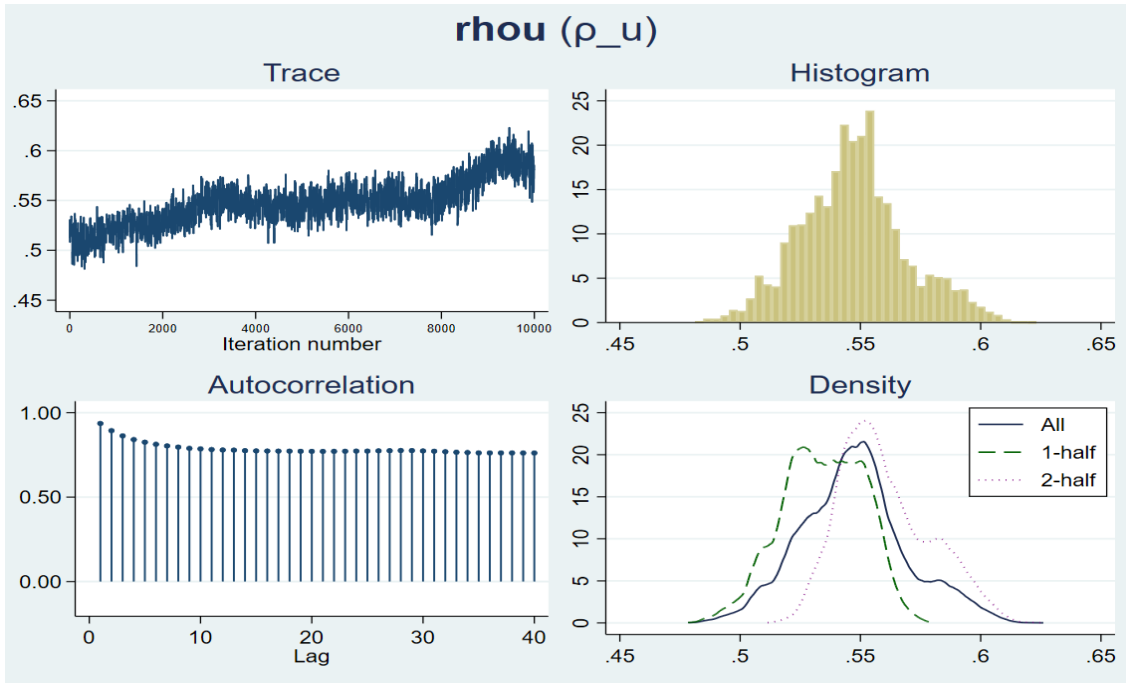 rhou (ρ_u)
Trace
.65
.6
.55
.5
.45
0 2000 4000 6000 8000 10000
Iteration number
Histogram
25
20
15
10
5
0
.45 .5 .55 .6 .65
Autocorrelation
1.00
0.50
0.00
0 10 20 30 40
Lag
Density
25
20
15
10
5
0
.45 .5 .55 .6 .65
All
1-half
2-half